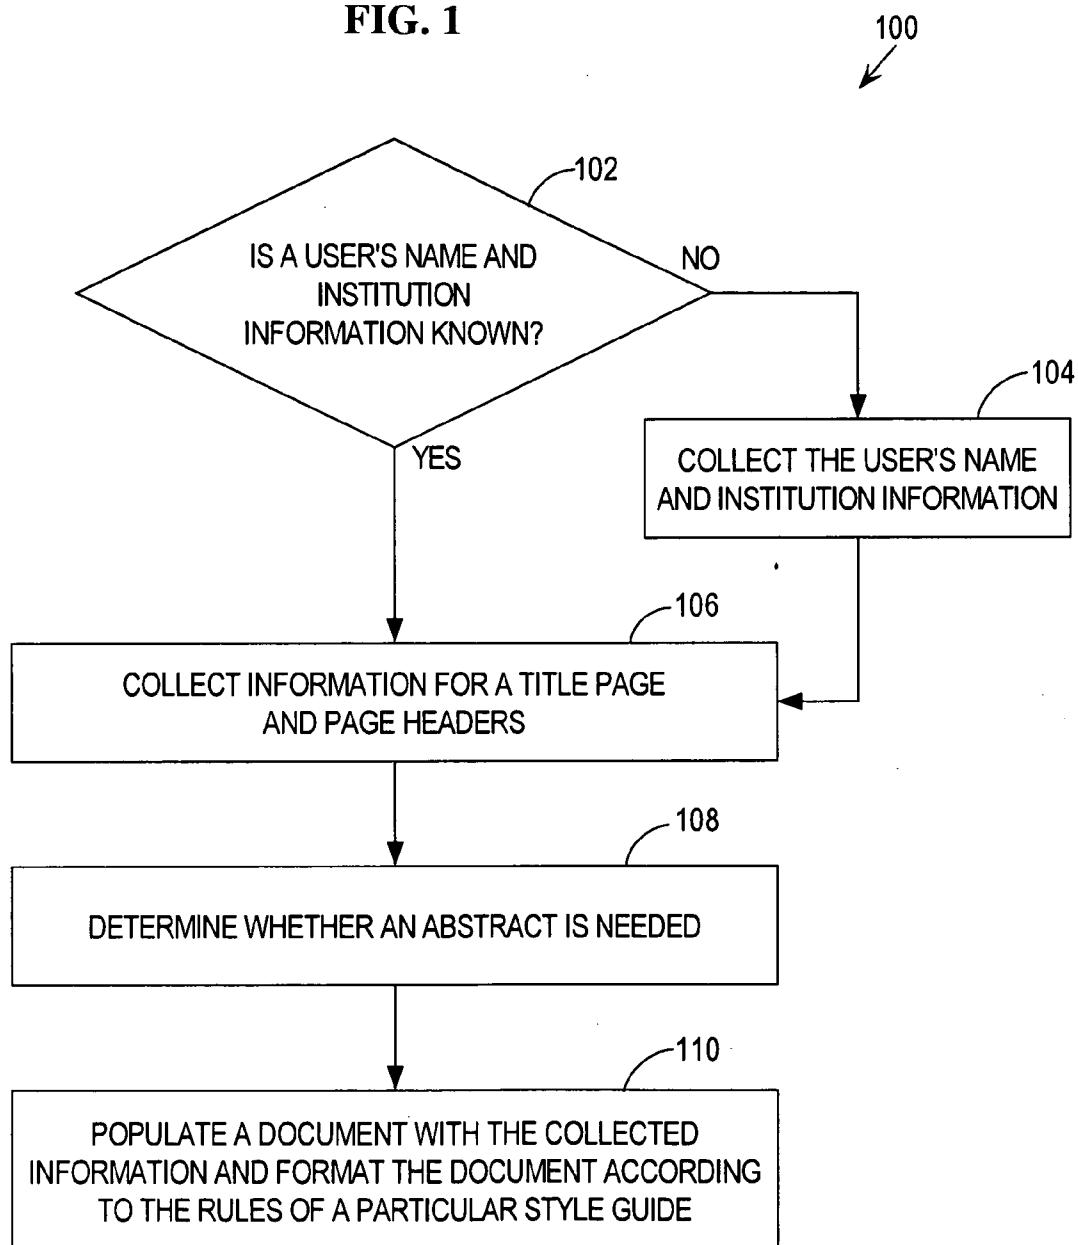 FIG. 1
100
102
IS A USER'S NAME AND
INSTITUTION
INFORMATION KNOWN?
NO
YES
104
COLLECT THE USER'S NAME
AND INSTITUTION INFORMATION
106
COLLECT INFORMATION FOR A TITLE PAGE
AND PAGE HEADERS
108
DETERMINE WHETHER AN ABSTRACT IS NEEDED
110
POPULATE A DOCUMENT WITH THE COLLECTED
INFORMATION AND FORMAT THE DOCUMENT ACCORDING
TO THE RULES OF A PARTICULAR STYLE GUIDE